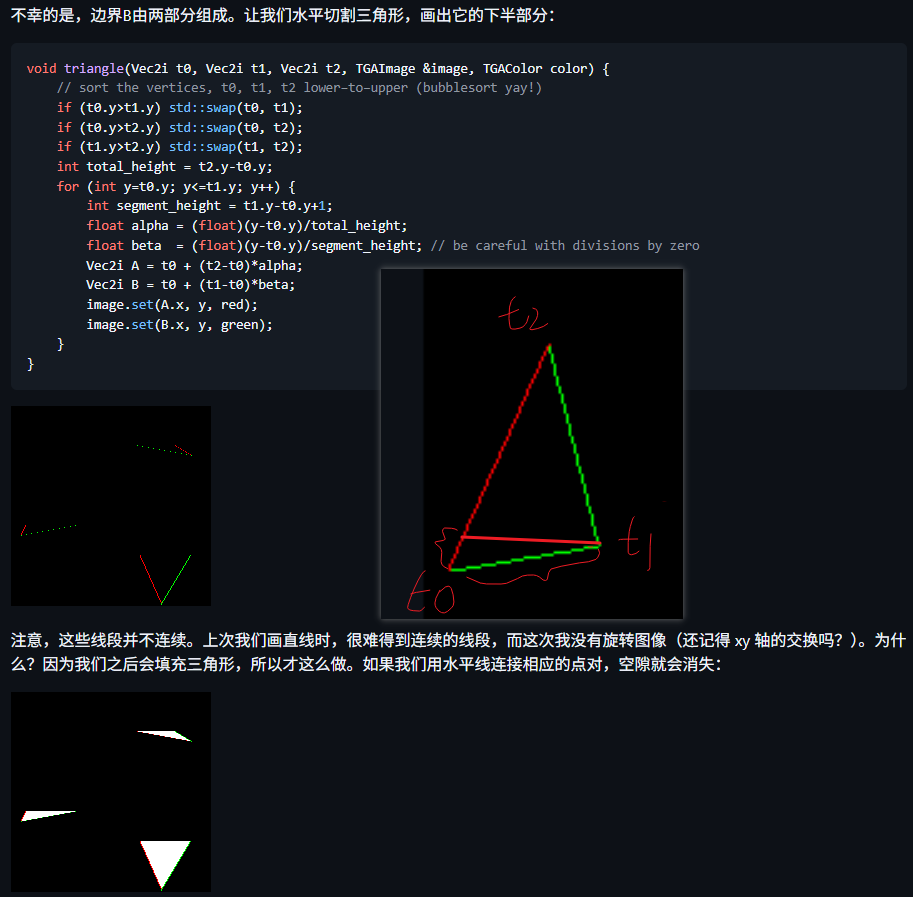 不幸的是，边界B由两部分组成。让我们水平切割三角形，画出它的下半部分：
void triangle(Vec2i t0, Vec2i t1, Vec2i t2, TGAImage &image, TGAColor color) {
    // sort the vertices, t0, t1, t2 lower−to−upper (bubblesort yay!)
    if (t0.y>t1.y) std::swap(t0, t1);
    if (t0.y>t2.y) std::swap(t0, t2);
    if (t1.y>t2.y) std::swap(t1, t2);
    int total_height = t2.y-t0.y;
    for (int y=t0.y; y<=t1.y; y++) {
        int segment_height = t1.y-t0.y+1;
        float alpha = (float)(y-t0.y)/total_height;
        float beta  = (float)(y-t0.y)/segment_height; // be careful with divisions by zero
        Vec2i A = t0 + (t2-t0)*alpha;
        Vec2i B = t0 + (t1-t0)*beta;
        image.set(A.x, y, red);
        image.set(B.x, y, green);
    }
}
t2
t1
t0
注意，这些线段并不连续。上次我们画直线时，很难得到连续的线段，而这次我没有旋转图像（还记得 xy 轴的交换吗？）。为什
么？因为我们之后会填充三角形，所以才这么做。如果我们用水平线连接相应的点对，空隙就会消失：